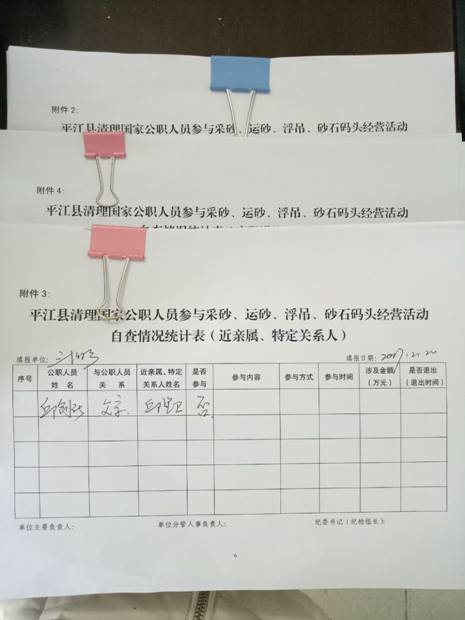 附件2:
平江县清理国家公职人员参与采砂、运砂、浮吊、砂石码头经营活动
附件4:
平江县清理国家公职人员参与采砂、运砂、浮吊、砂石码头经营活动
附件3:
平江县清理国家公职人员参与采砂、运砂、浮吊、砂石码头经营活动
自查情况统计表(近亲属、特定关系人)
填报单位: 填报日期:
序号 公职人员姓名 与公职人员关系 近亲属、特定关系人姓名 是否参与 参与内容 参与方式 参与时间 涉及金额(万元) 是否退出(退出时间)
否
单位主要负责人: 单位分管人事负责人: 纪委书记(纪检组长):
6